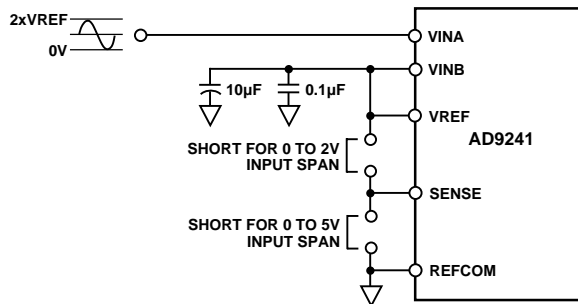 2xVREF
0V
VINA
VINB
10µF
0.1µF
VREF
AD9241
SHORT FOR 0 TO 2V
INPUT SPAN
SENSE
SHORT FOR 0 TO 5V
INPUT SPAN
REFCOM